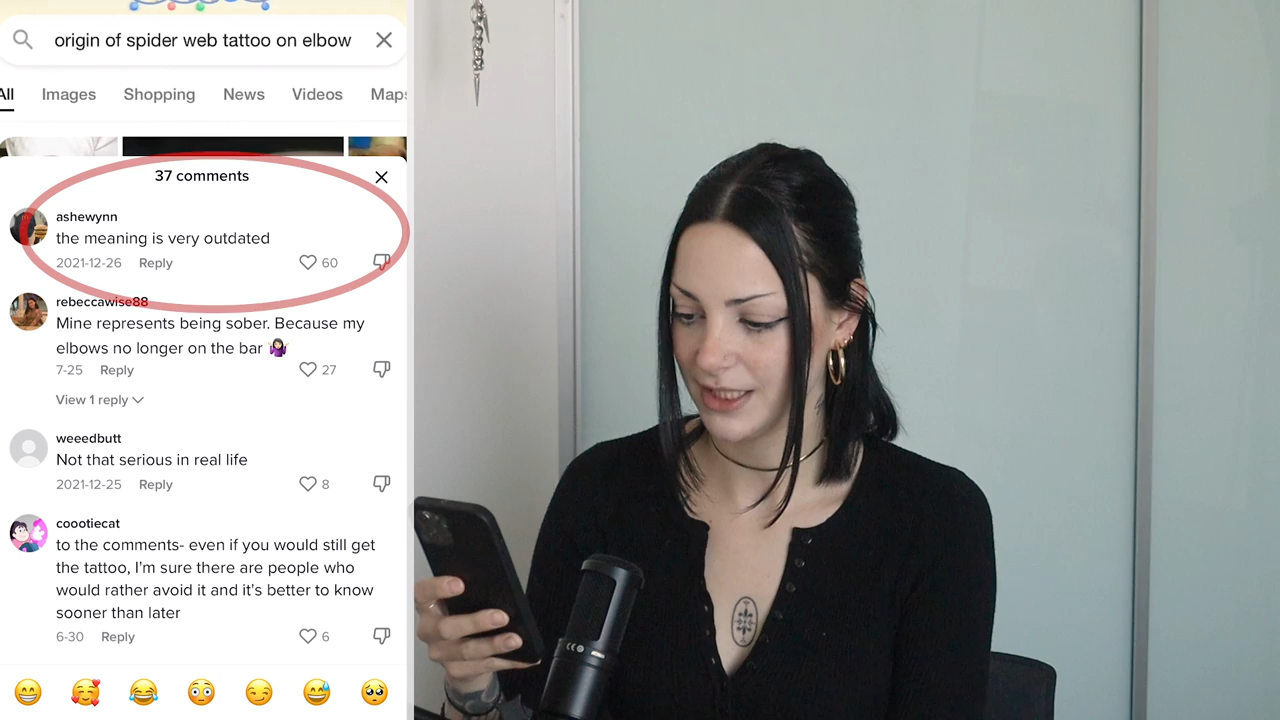 origin of spider web tattoo on elbow
All Images Shopping News Videos Maps
37 comments
ashewynn
the meaning is very outdated
2021-12-26 Reply 60
rebeccawise88
Mine represents being sober. Because my
elbows no longer on the bar 🤷🏻‍♀️
7-25 Reply 27
View 1 reply
weeedbutt
Not that serious in real life
2021-12-25 Reply 8
coootiecat
to the comments- even if you would still get
the tattoo, I'm sure there are people who
would rather avoid it and it's better to know
sooner than later
6-30 Reply 6